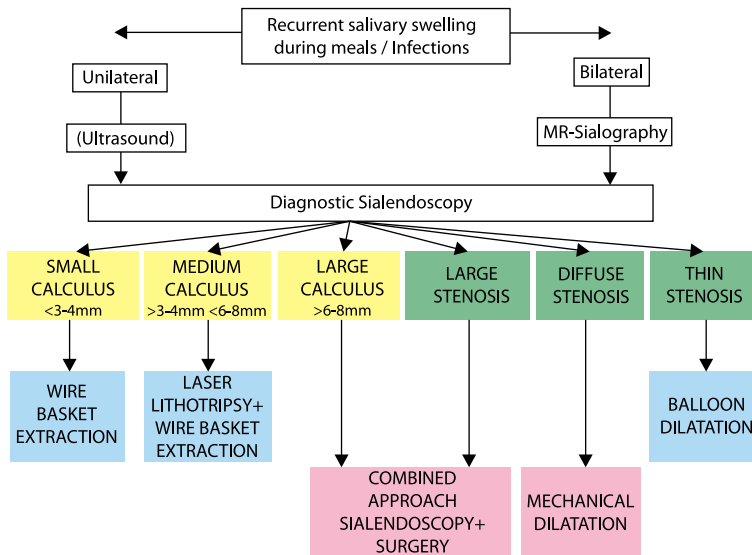 Recurrent salivary swelling
during meals / Infections
Unilateral
Bilateral
(Ultrasound)
MR-Sialography
Diagnostic Sialendoscopy
SMALL
CALCULUS
<3-4mm
MEDIUM
CALCULUS
>3-4mm <6-8mm
LARGE
CALCULUS
>6-8mm
LARGE
STENOSIS
DIFFUSE
STENOSIS
THIN
STENOSIS
WIRE
BASKET
EXTRACTION
LASER
LITHOTRIPSY+
WIRE BASKET
EXTRACTION
BALLOON
DILATATION
COMBINED
APPROACH
SIALENDOSCOPY+
SURGERY
MECHANICAL
DILATATION